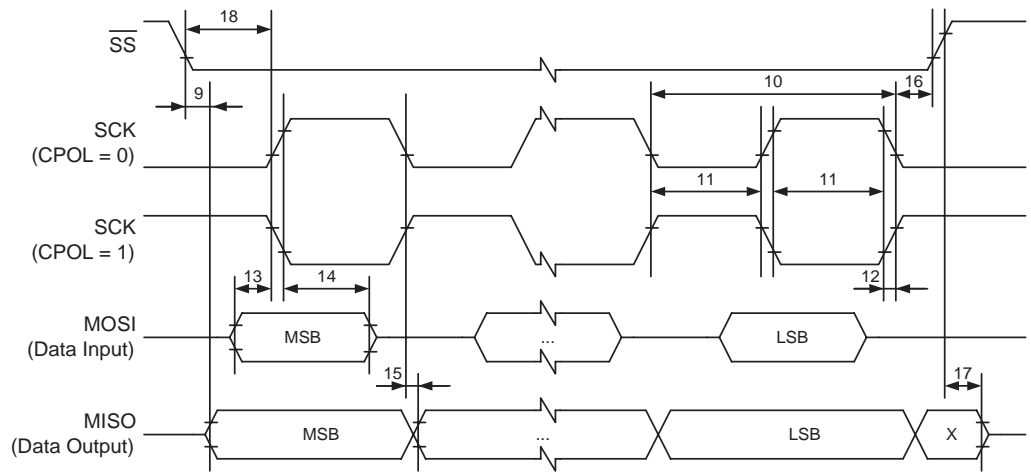 18
SS
10
16
9
SCK
(CPOL = 0)
11
11
SCK
(CPOL = 1)
13
14
12
MOSI
(Data Input)
MSB
...
LSB
15
17
MISO
(Data Output)
MSB
...
LSB
X